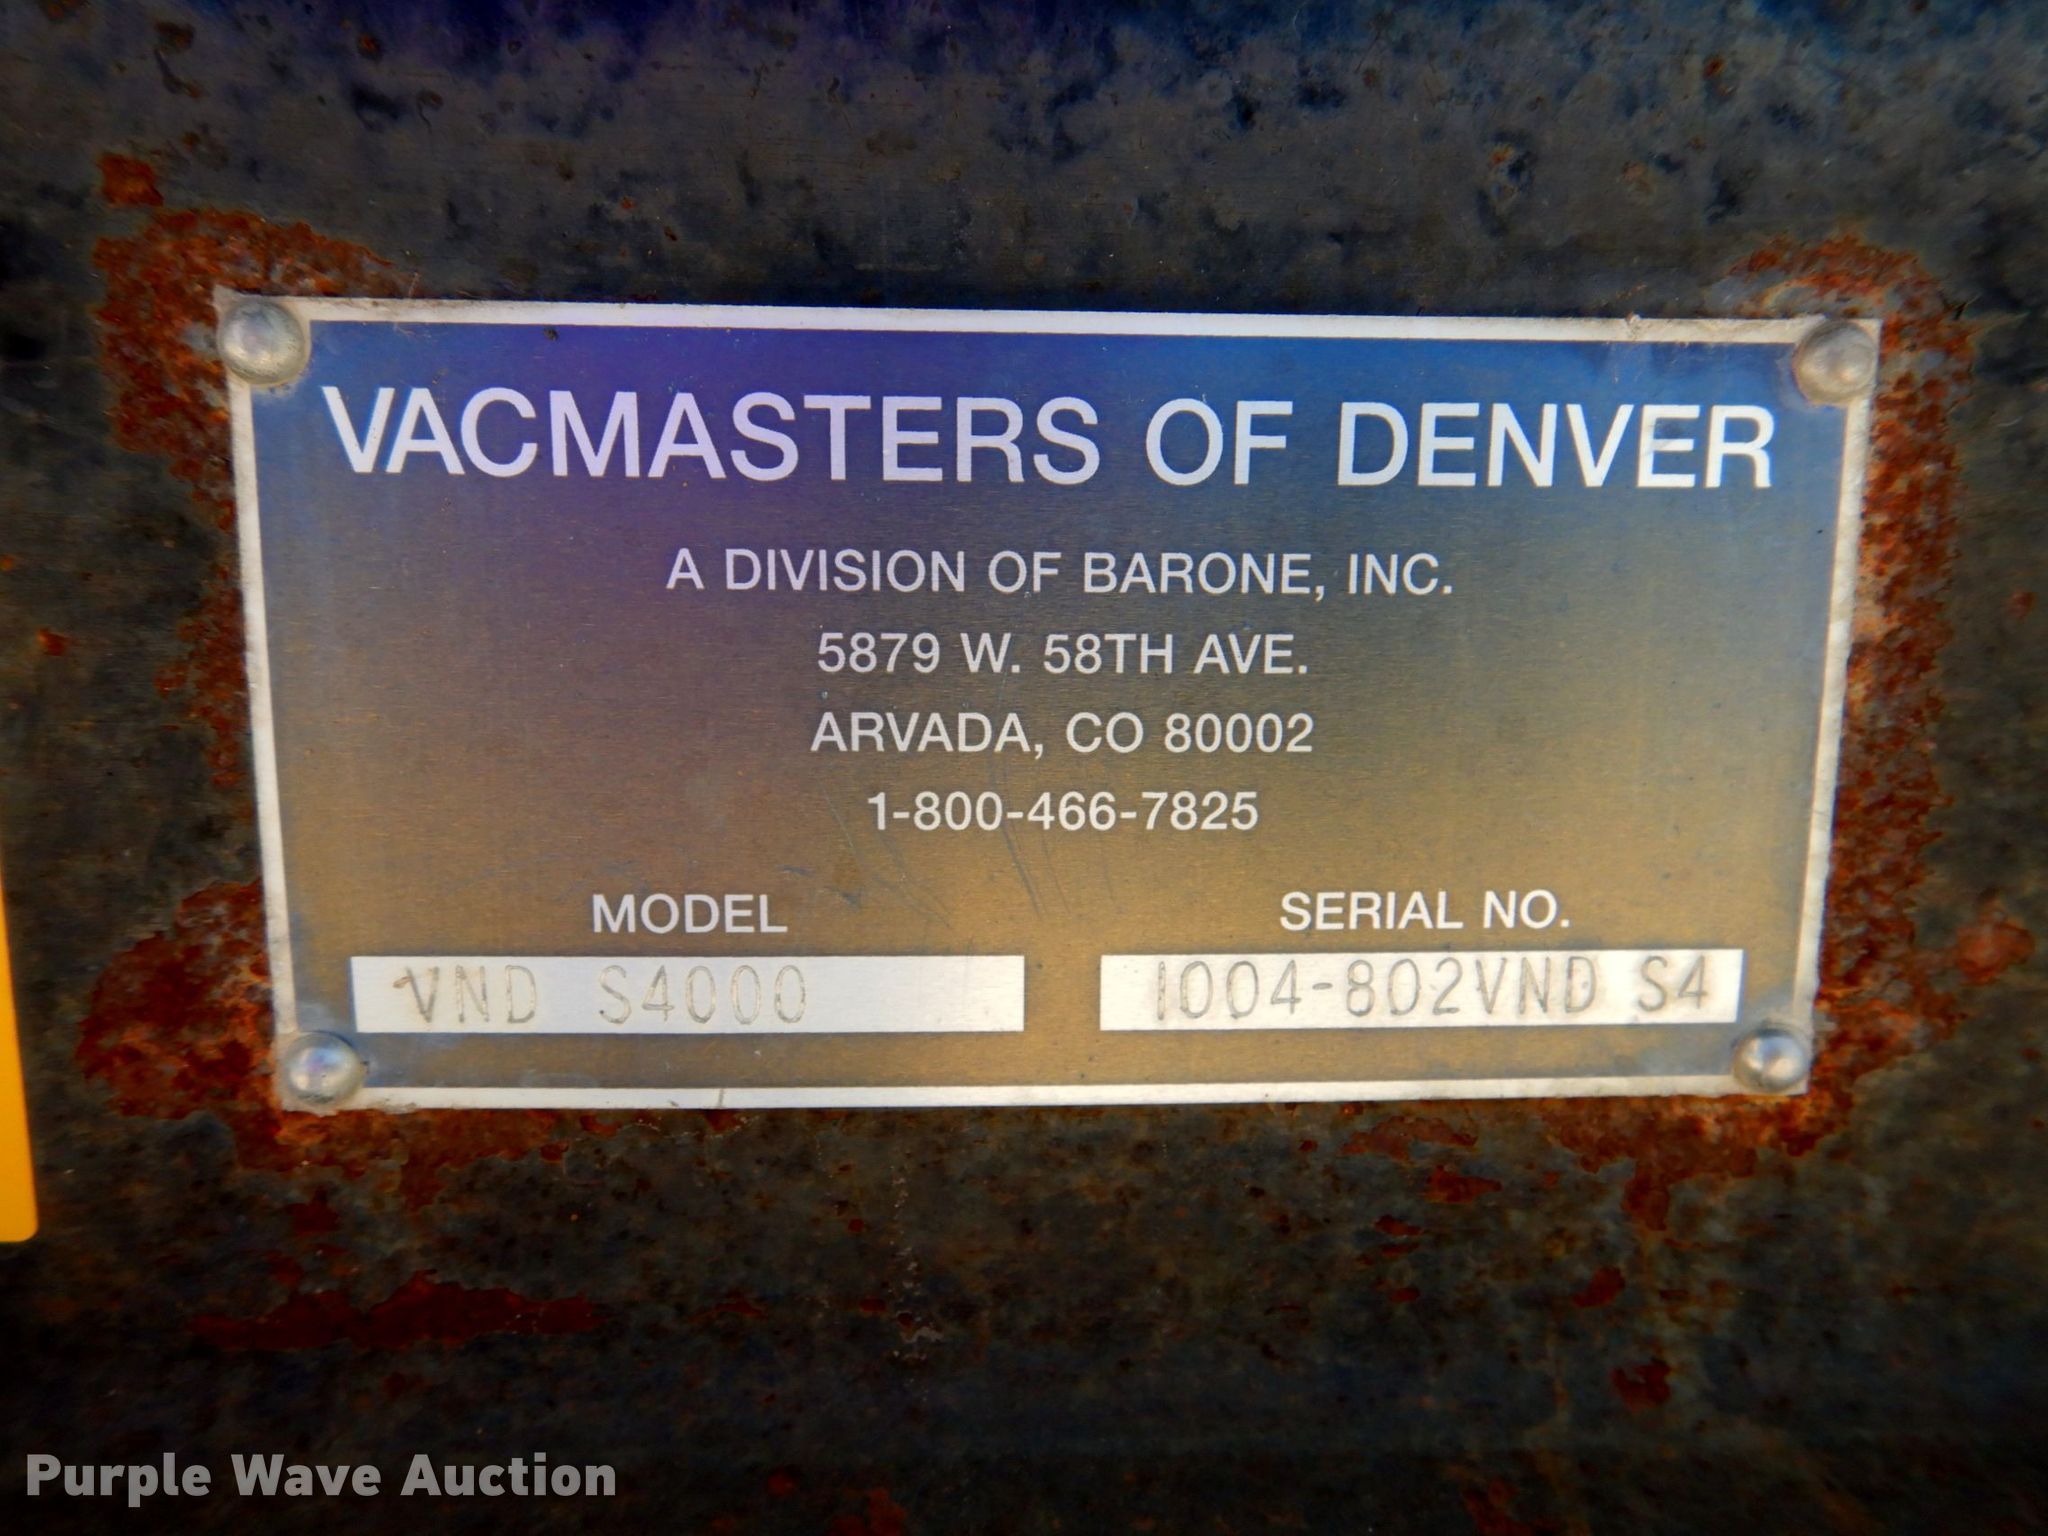 VACMASTERS OF DENVER
A DIVISION OF BARONE, INC.
5879 W. 58TH AVE.
ARVADA, CO 80002
1-800-466-7825
MODEL
VND S4000
SERIAL NO.
1004-802VND S4
Purple Wave Auction